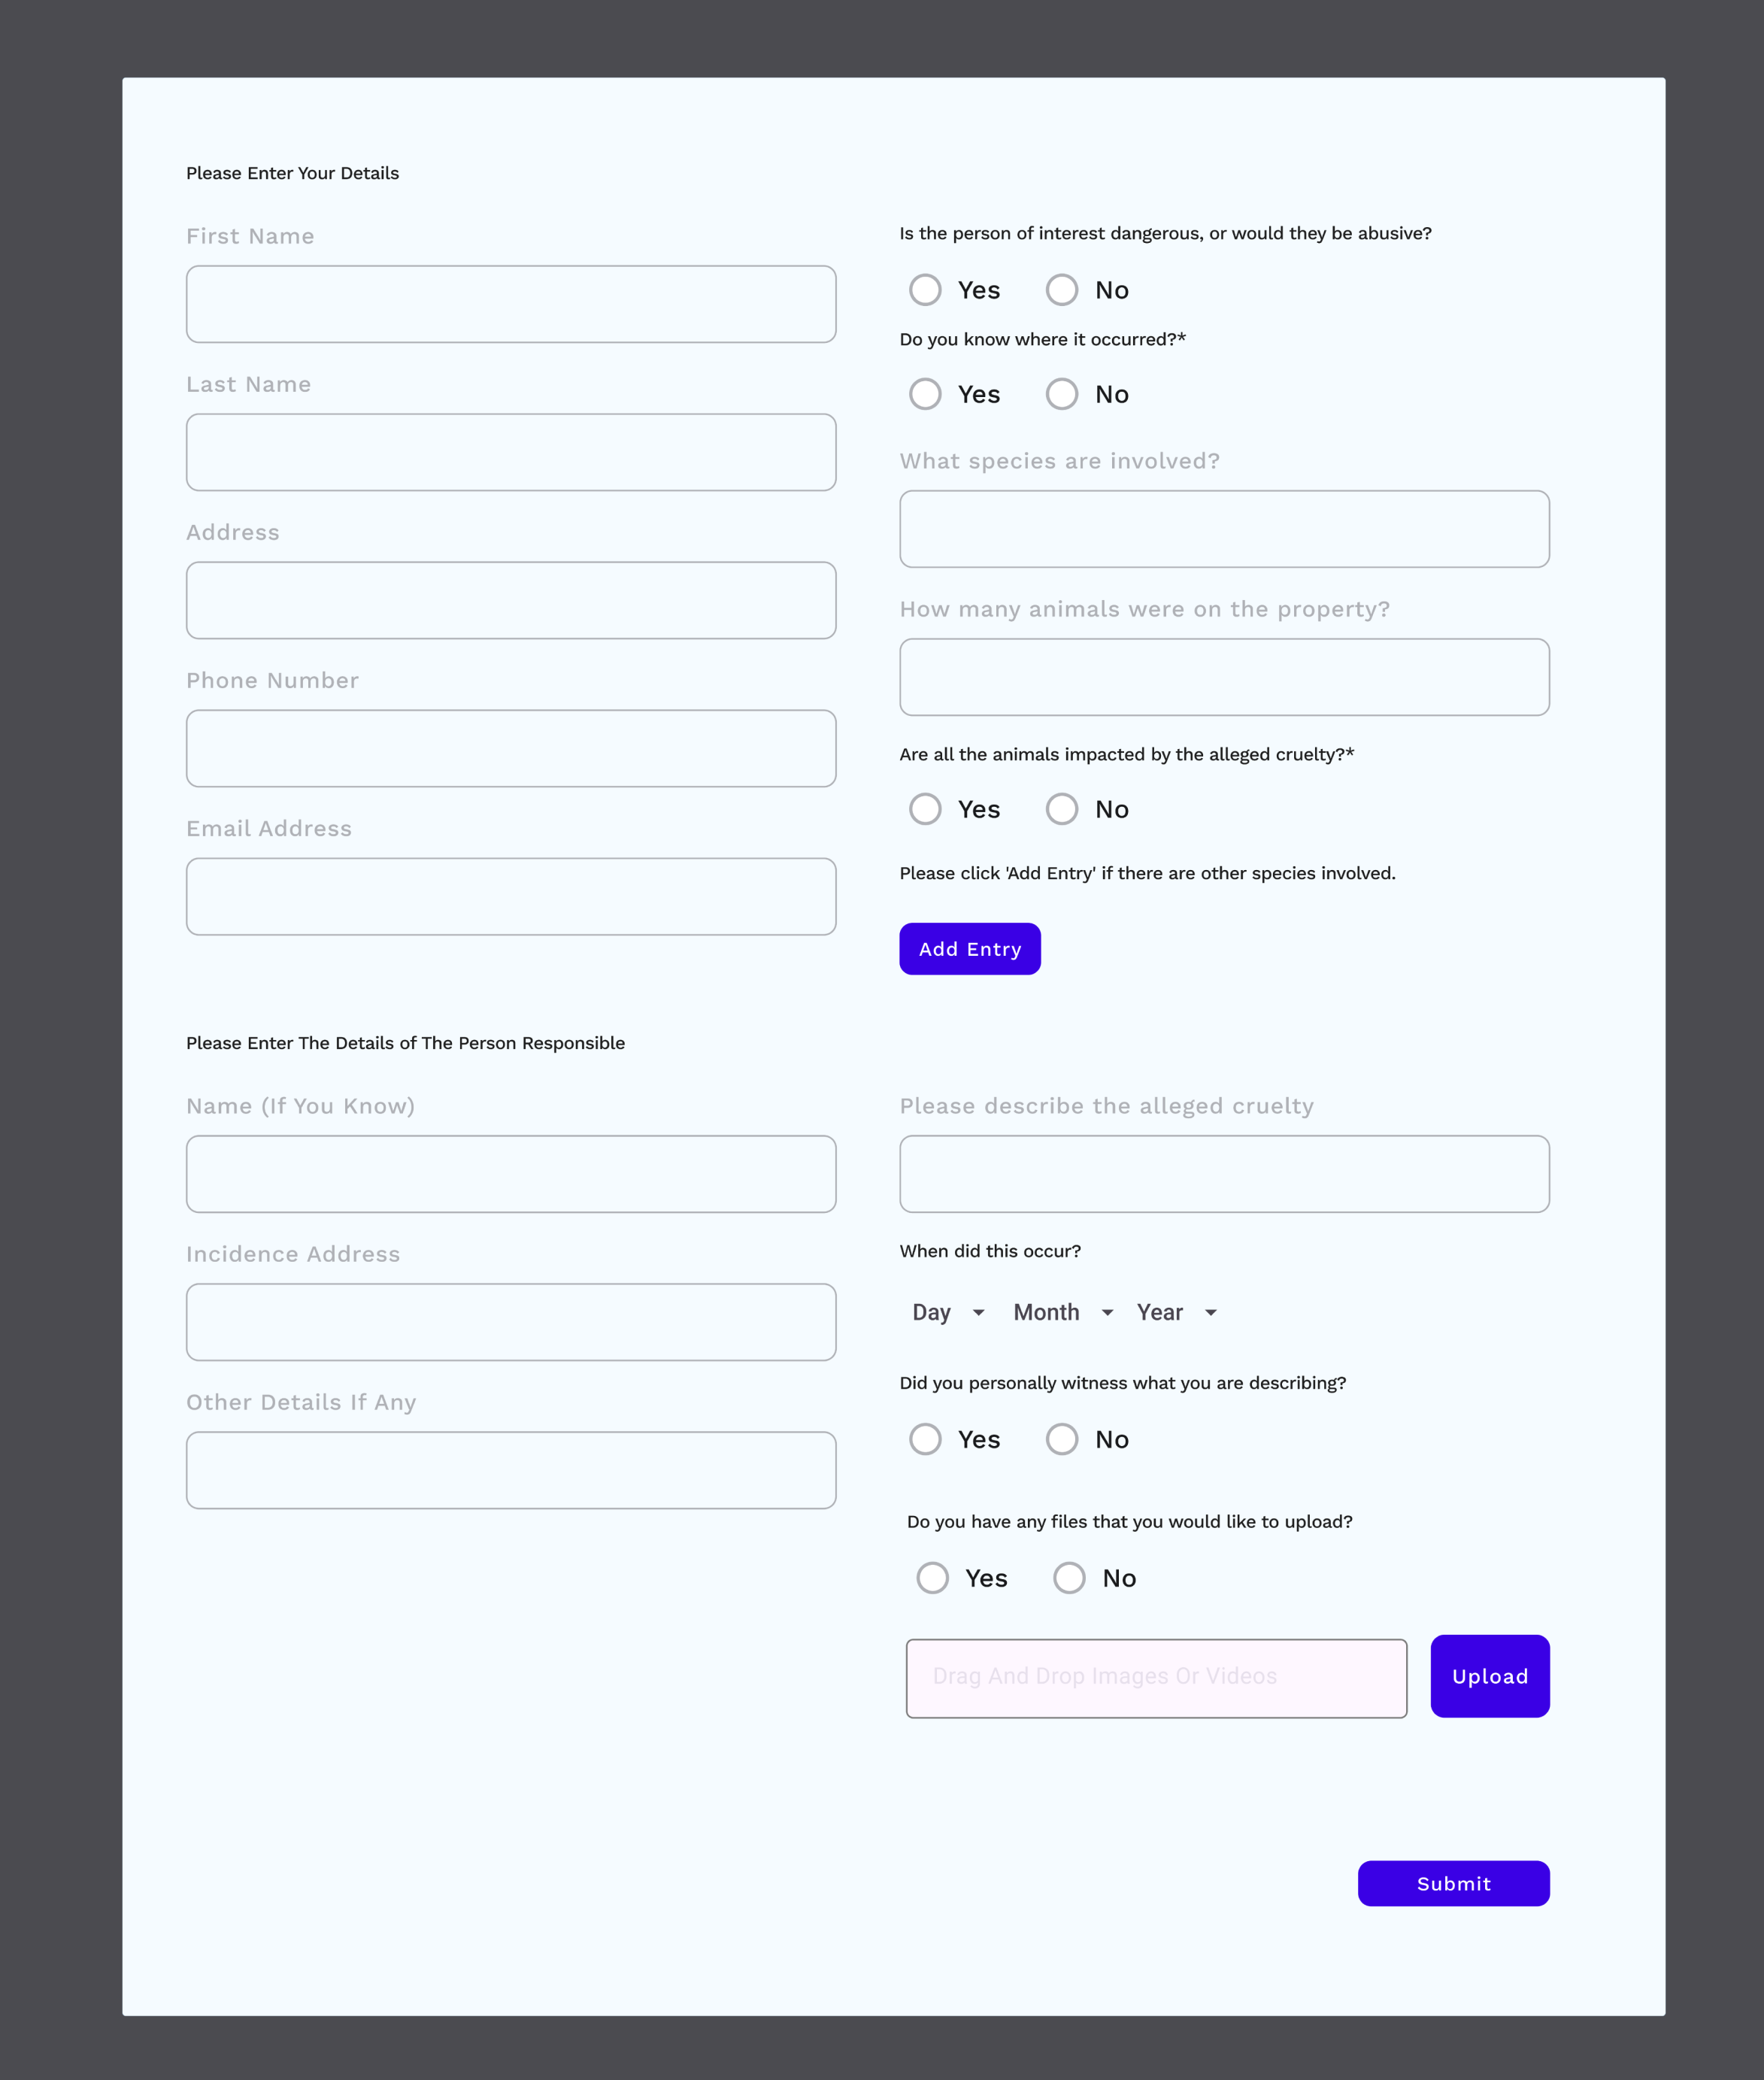 Please Enter Your Details
First Name
Last Name
Address
Phone Number
Email Address
Is the person of interest dangerous, or would they be abusive?
Yes No
Do you know where it occurred?*
Yes No
What species are involved?
How many animals were on the property?
Are all the animals impacted by the alleged cruelty?*
Yes No
Please click 'Add Entry' if there are other species involved.
Add Entry
Please Enter The Details of The Person Responsible
Name (If You Know)
Incidence Address
Other Details If Any
Please describe the alleged cruelty
When did this occur?
Day Month Year
Did you personally witness what you are describing?
Yes No
Do you have any files that you would like to upload?
Yes No
Drag And Drop Images Or Videos
Upload
Submit